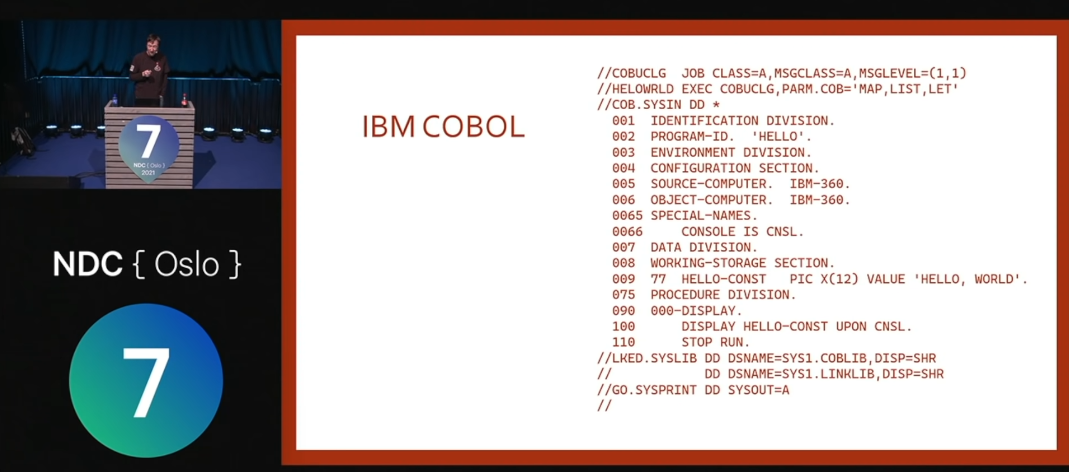 7
NDC { Oslo }
2021
NDC { Oslo }
7
IBM COBOL
//COBUCLG  JOB CLASS=A,MSGCLASS=A,MSGLEVEL=(1,1)
//HELOWRLD EXEC COBUCLG,PARM.COB='MAP,LIST,LET'
//COB.SYSIN DD *
  001  IDENTIFICATION DIVISION.
  002  PROGRAM-ID.  'HELLO'.
  003  ENVIRONMENT DIVISION.
  004  CONFIGURATION SECTION.
  005  SOURCE-COMPUTER.  IBM-360.
  006  OBJECT-COMPUTER.  IBM-360.
  0065 SPECIAL-NAMES.
  0066     CONSOLE IS CNSL.
  007  DATA DIVISION.
  008  WORKING-STORAGE SECTION.
  009  77  HELLO-CONST   PIC X(12) VALUE 'HELLO, WORLD'.
  075  PROCEDURE DIVISION.
  090  000-DISPLAY.
  100      DISPLAY HELLO-CONST UPON CNSL.
  110      STOP RUN.
//LKED.SYSLIB DD DSNAME=SYS1.COBLIB,DISP=SHR
//            DD DSNAME=SYS1.LINKLIB,DISP=SHR
//GO.SYSPRINT DD SYSOUT=A
//